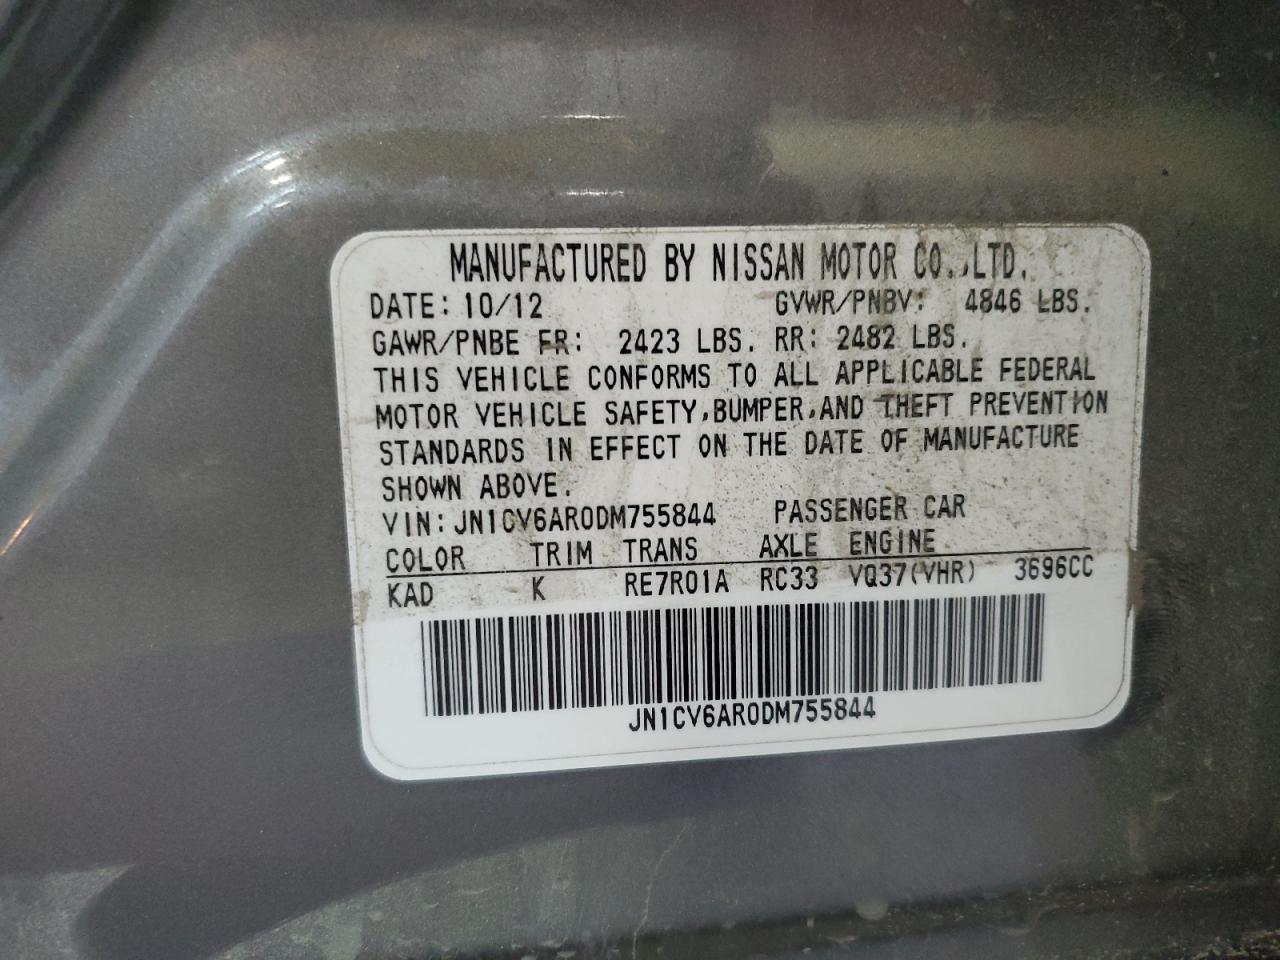 MANUFACTURED BY NISSAN MOTOR CO.,LTD.
DATE: 10/12 GVWR/PNBV: 4846 LBS.
GAWR/PNBE FR: 2423 LBS. RR: 2482 LBS.
THIS VEHICLE CONFORMS TO ALL APPLICABLE FEDERAL
MOTOR VEHICLE SAFETY,BUMPER,AND THEFT PREVENTION
STANDARDS IN EFFECT ON THE DATE OF MANUFACTURE
SHOWN ABOVE.
VIN: JN1CV6AR0DM755844 PASSENGER CAR
COLOR TRIM TRANS AXLE ENGINE
KAD K RE7R01A RC33 VQ37(VHR) 3696CC
JN1CV6AR0DM755844